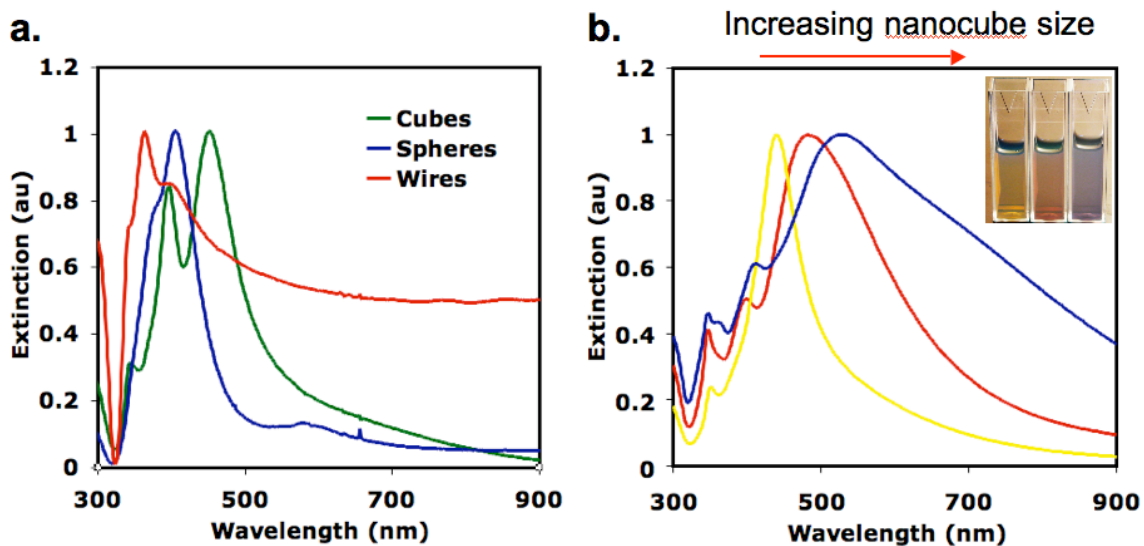 a.
1.2
1
0.8
0.6
0.4
0.2
0
Extinction (au)
Cubes
Spheres
Wires
300 500 700 900
Wavelength (nm)
b.
Increasing nanocube size
1.2
1
0.8
0.6
0.4
0.2
0
Extinction (au)
300 500 700 900
Wavelength (nm)